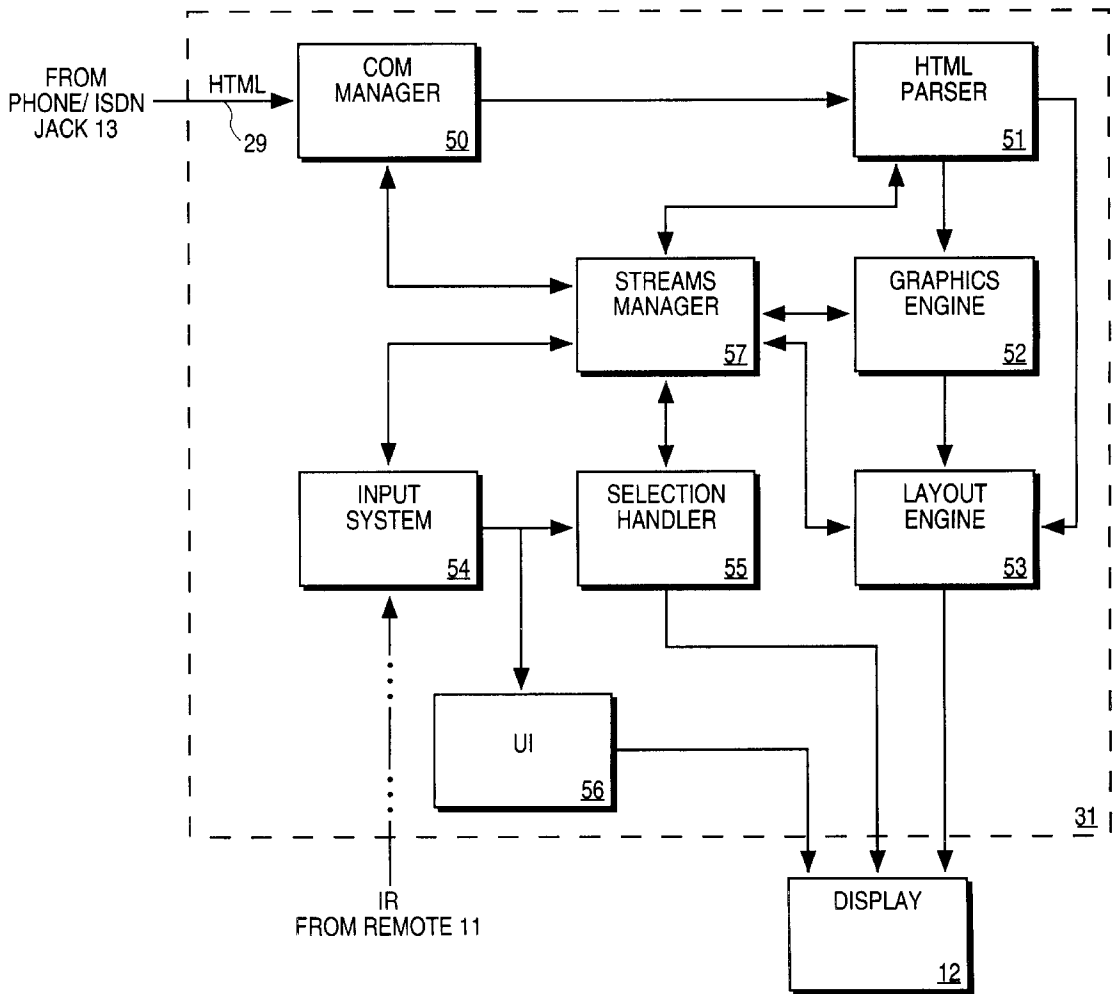 FROM
PHONE/ ISDN
JACK 13
HTML
29
COM
MANAGER
50
HTML
PARSER
51
STREAMS
MANAGER
57
GRAPHICS
ENGINE
52
INPUT
SYSTEM
54
SELECTION
HANDLER
55
LAYOUT
ENGINE
53
UI
56
31
IR
FROM REMOTE 11
DISPLAY
12